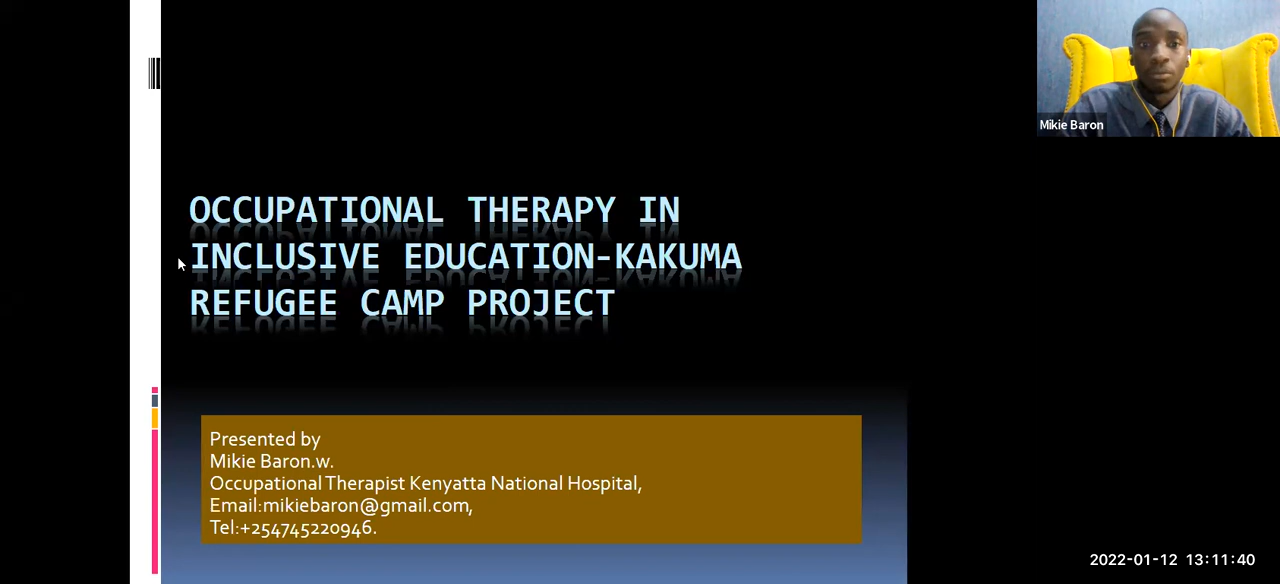 Mikie Baron
OCCUPATIONAL THERAPY IN
INCLUSIVE EDUCATION-KAKUMA
REFUGEE CAMP PROJECT
Presented by
Mikie Baron.w.
Occupational Therapist Kenyatta National Hospital,
Email:mikiebaron@gmail.com,
Tel:+254745220946.
2022-01-12 13:11:40